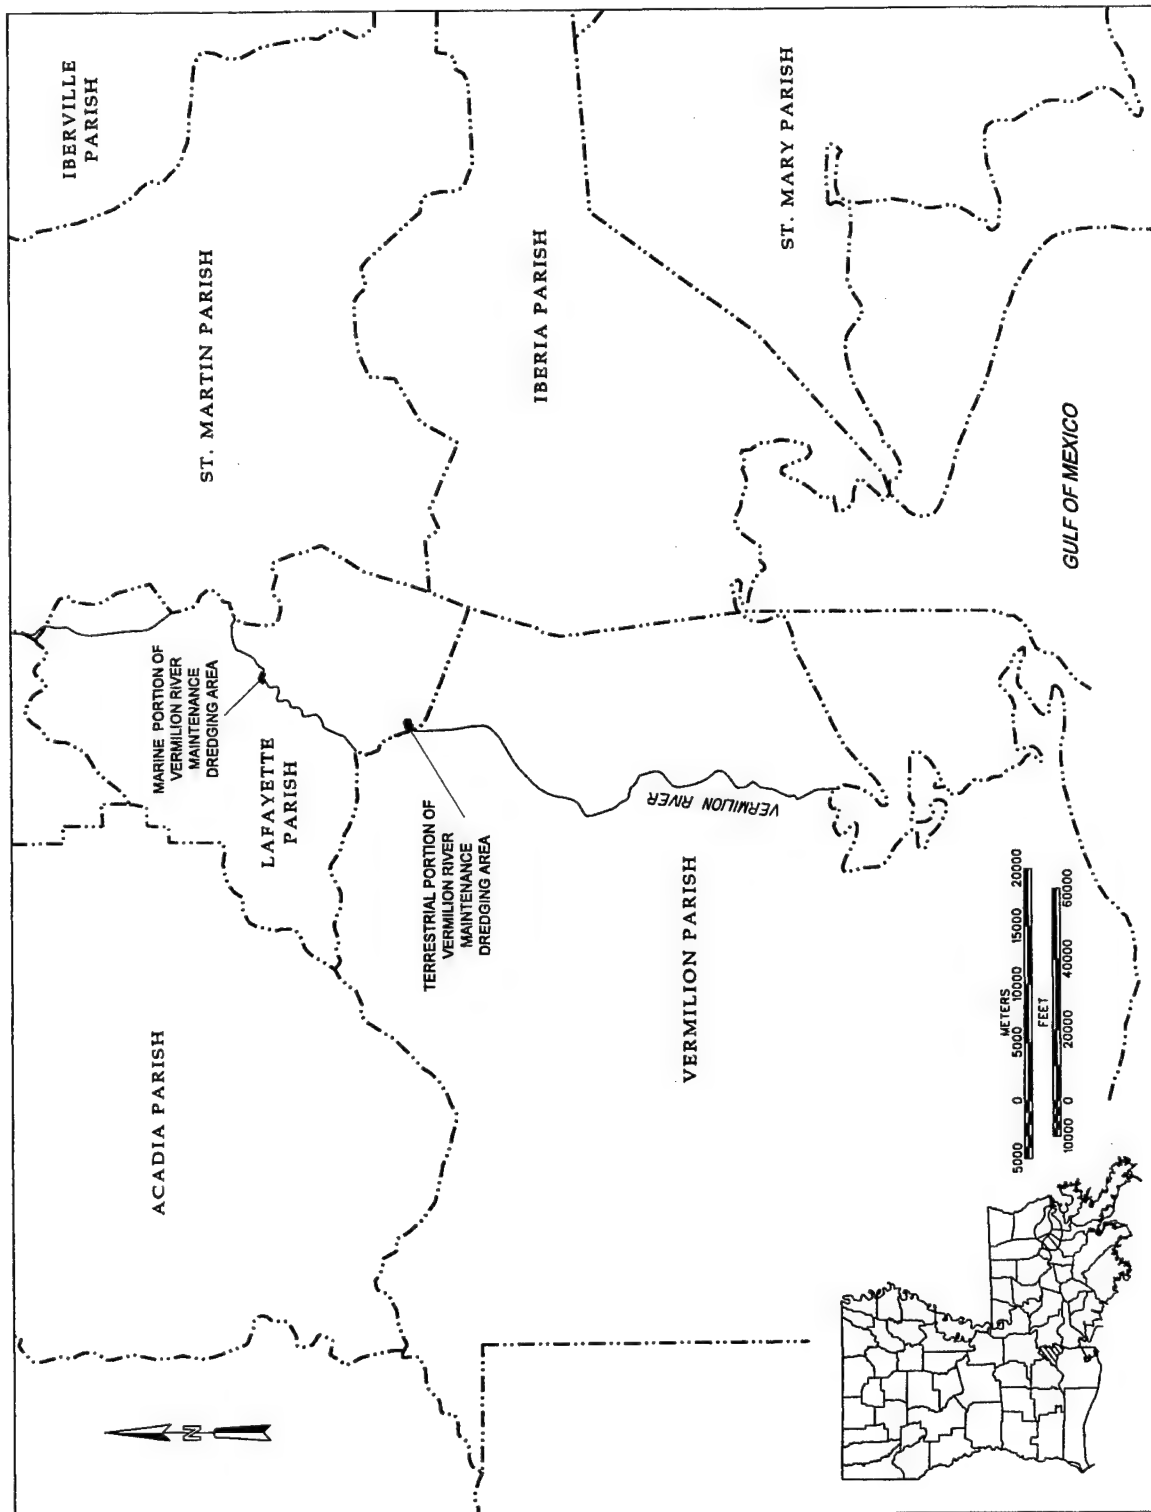 IBERVILLE
PARISH
ST. MARTIN PARISH
IBERIA PARISH
ST. MARY PARISH
MARINE PORTION OF
VERMILION RIVER
MAINTENANCE
DREDGING AREA
LAFAYETTE
PARISH
TERRESTRIAL PORTION OF
VERMILION RIVER
MAINTENANCE
DREDGING AREA
VERMILION RIVER
GULF OF MEXICO
ACADIA PARISH
VERMILION PARISH
METERS
5000 0 5000 10000 15000 20000
FEET
10000 0 20000 40000 60000
N